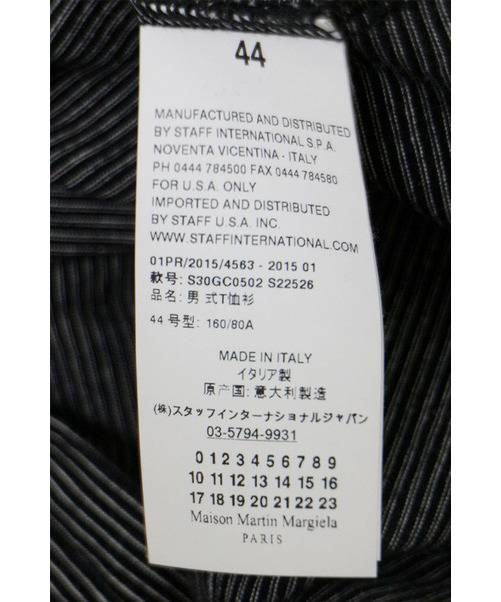 44
MANUFACTURED AND DISTRIBUTED
BY STAFF INTERNATIONAL S.P.A.
NOVENTA VICENTINA - ITALY
PH 0444 784500 FAX 0444 784580
FOR U.S.A. ONLY
IMPORTED AND DISTRIBUTED
BY STAFF U.S.A. INC.
WWW.STAFFINTERNATIONAL.COM
01PR/2015/4563 - 2015 01
款号: S30GC0502 S22526
品名: 男 式T恤衫
44 号型: 160/80A
MADE IN ITALY
イタリア製
原产国: 意大利製造
(株)スタッフインターナショナルジャパン
03-5794-9931
0 1 2 3 4 5 6 7 8 9
10 11 12 13 14 15 16
17 18 19 20 21 22 23
Maison Martin Margiela
PARIS